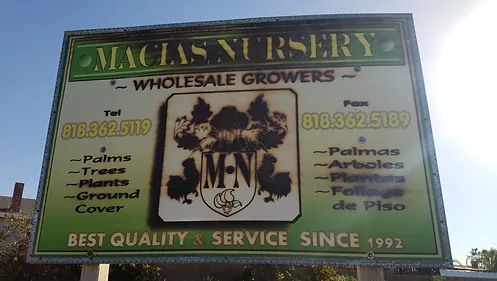 MACIAS NURSERY
~ WHOLESALE GROWERS ~
Tel
818.362.5119
~Palms
~Trees
~Plants
~Ground
Cover
M·N
Fax
818.362.5189
~Palmas
~Arboles
~Plantas
~Follage
de Piso
BEST QUALITY & SERVICE SINCE 1992